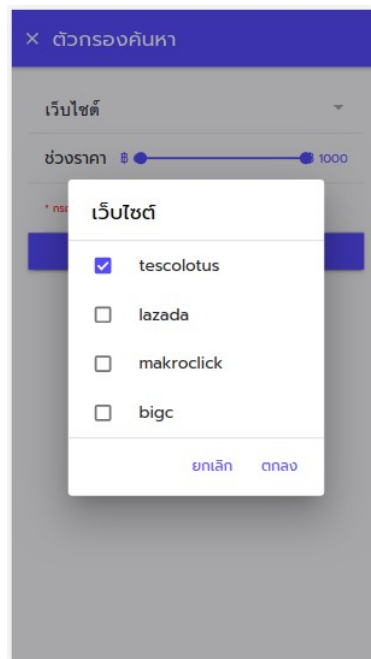 × ตัวกรองค้นหา
เว็บไซต์
ช่วงราคา ฿ 1000
*
เว็บไซต์
tescolotus
lazada
makroclick
bigc
ยกเลิก ตกลง